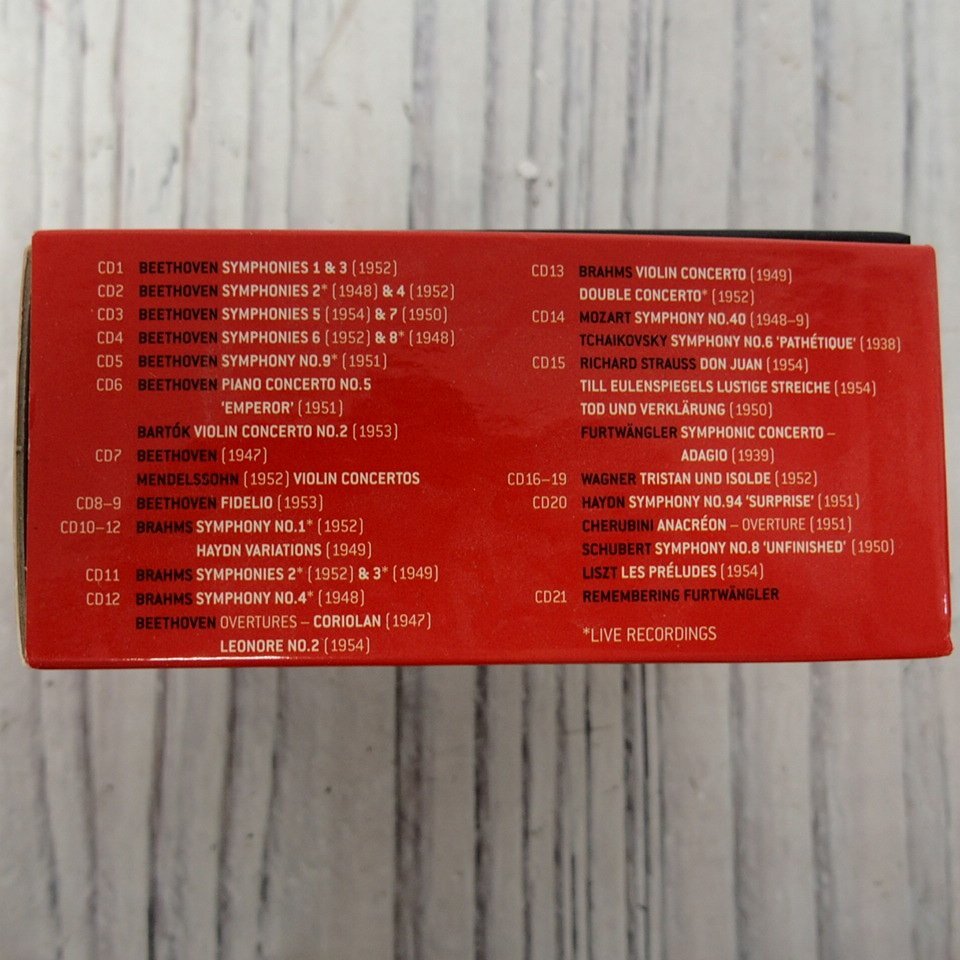 CD1 BEETHOVEN SYMPHONIES 1 & 3 (1952)
CD2 BEETHOVEN SYMPHONIES 2* (1948) & 4 (1952)
CD3 BEETHOVEN SYMPHONIES 5 (1954) & 7 (1950)
CD4 BEETHOVEN SYMPHONIES 6 (1952) & 8* (1948)
CD5 BEETHOVEN SYMPHONY NO.9* (1951)
CD6 BEETHOVEN PIANO CONCERTO NO.5
'EMPEROR' (1951)
BARTÓK VIOLIN CONCERTO NO.2 (1953)
CD7 BEETHOVEN (1947)
MENDELSSOHN (1952) VIOLIN CONCERTOS
CD8–9 BEETHOVEN FIDELIO (1953)
CD10–12 BRAHMS SYMPHONY NO.1* (1952)
HAYDN VARIATIONS (1949)
CD11 BRAHMS SYMPHONIES 2* (1952) & 3* (1949)
CD12 BRAHMS SYMPHONY NO.4* (1948)
BEETHOVEN OVERTURES – CORIOLAN (1947)
LEONORE NO.2 (1954)
CD13 BRAHMS VIOLIN CONCERTO (1949)
DOUBLE CONCERTO* (1952)
CD14 MOZART SYMPHONY NO.40 (1948–9)
TCHAIKOVSKY SYMPHONY NO.6 'PATHÉTIQUE' (1938)
CD15 RICHARD STRAUSS DON JUAN (1954)
TILL EULENSPIEGELS LUSTIGE STREICHE (1954)
TOD UND VERKLÄRUNG (1950)
FURTWÄNGLER SYMPHONIC CONCERTO –
ADAGIO (1939)
CD16–19 WAGNER TRISTAN UND ISOLDE (1952)
CD20 HAYDN SYMPHONY NO.94 'SURPRISE' (1951)
CHERUBINI ANACRÉON – OVERTURE (1951)
SCHUBERT SYMPHONY NO.8 'UNFINISHED' (1950)
LISZT LES PRÉLUDES (1954)
CD21 REMEMBERING FURTWÄNGLER
*LIVE RECORDINGS